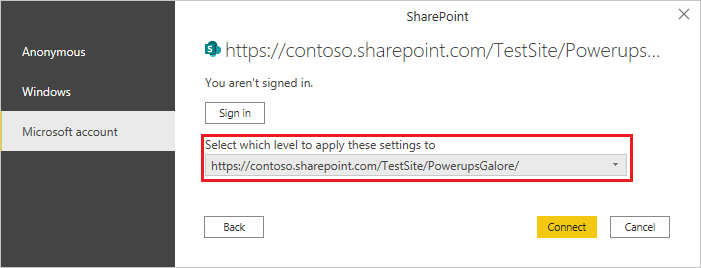 SharePoint
Anonymous
Windows
Microsoft account
https://contoso.sharepoint.com/TestSite/Powerups...
You aren't signed in.
Sign in
Select which level to apply these settings to
https://contoso.sharepoint.com/TestSite/PowerupsGalore/
Back
Connect
Cancel